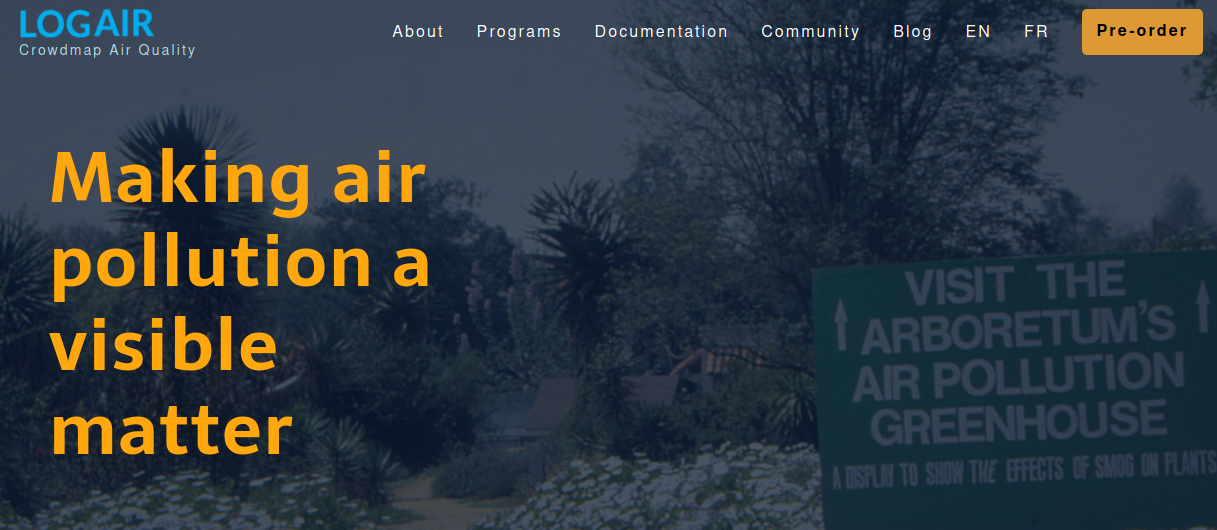 LOGAIR
Crowdmap Air Quality
About Programs Documentation Community Blog EN FR Pre-order
Making air
pollution a
visible
matter
VISIT THE
ARBORETUM'S
AIR POLLUTION
GREENHOUSE
A DISPLAY TO SHOW THE EFFECTS OF SMOG ON PLANTS